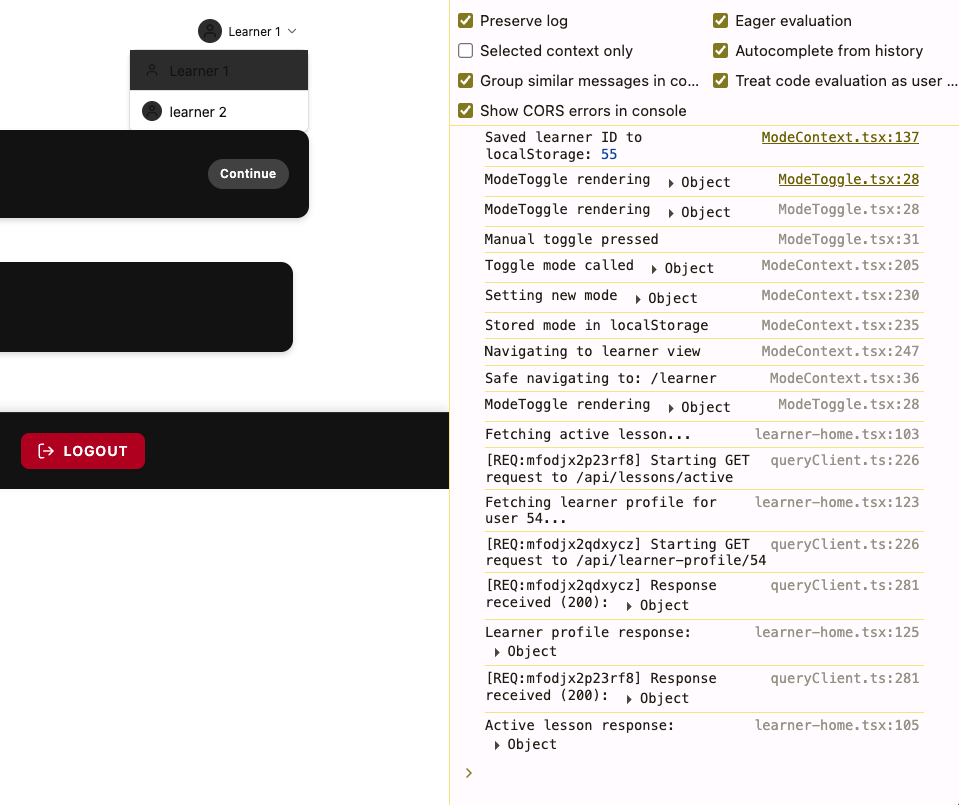 Learner 1
Learner 1
learner 2
Continue
LOGOUT
Preserve log
Eager evaluation
Selected context only
Autocomplete from history
Group similar messages in co...
Treat code evaluation as user ...
Show CORS errors in console
Saved learner ID to ModeContext.tsx:137
localStorage: 55
ModeToggle rendering Object ModeToggle.tsx:28
ModeToggle rendering Object ModeToggle.tsx:28
Manual toggle pressed ModeToggle.tsx:31
Toggle mode called Object ModeContext.tsx:205
Setting new mode Object ModeContext.tsx:230
Stored mode in localStorage ModeContext.tsx:235
Navigating to learner view ModeContext.tsx:247
Safe navigating to: /learner ModeContext.tsx:36
ModeToggle rendering Object ModeToggle.tsx:28
Fetching active lesson... learner-home.tsx:103
[REQ:mfodjx2p23rf8] Starting GET queryClient.ts:226
request to /api/lessons/active
Fetching learner profile for learner-home.tsx:123
user 54...
[REQ:mfodjx2qdxycz] Starting GET queryClient.ts:226
request to /api/learner-profile/54
[REQ:mfodjx2qdxycz] Response queryClient.ts:281
received (200): Object
Learner profile response: learner-home.tsx:125
Object
[REQ:mfodjx2p23rf8] Response queryClient.ts:281
received (200): Object
Active lesson response: learner-home.tsx:105
Object